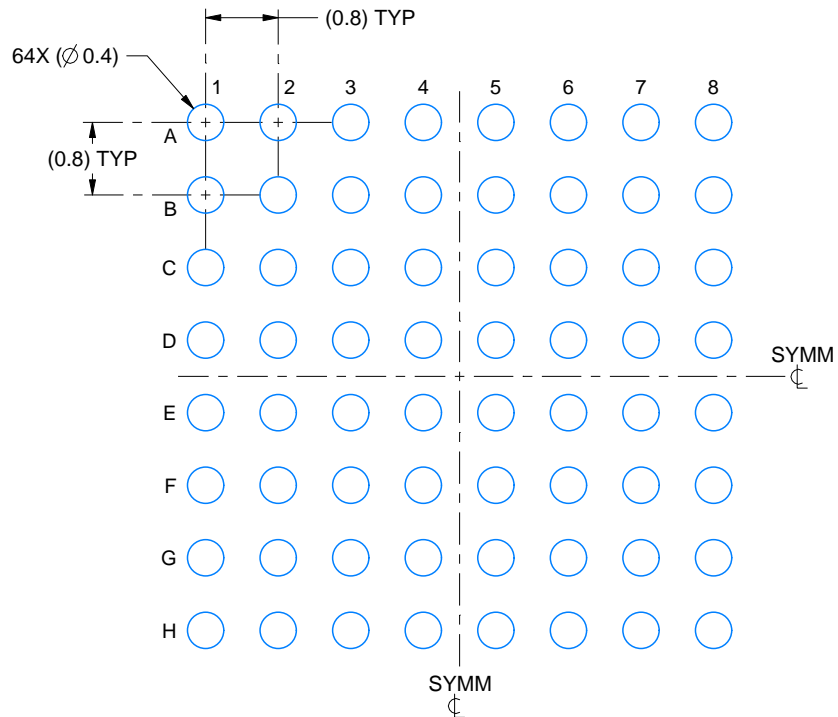 (0.8) TYP
64X (∅ 0.4)
1 2 3 4 5 6 7 8
A
(0.8) TYP
B
C
D
SYMM
℄
E
F
G
H
SYMM
℄